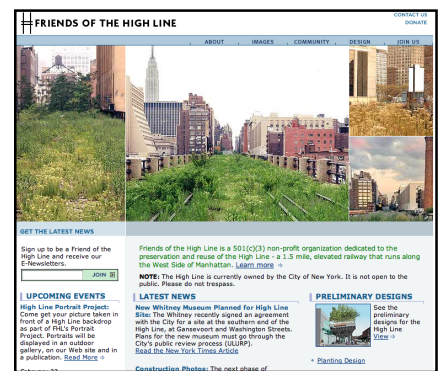 FRIENDS OF THE HIGH LINE
CONTACT US
DONATE
ABOUT
IMAGES
COMMUNITY
DESIGN
JOIN US
GET THE LATEST NEWS
Sign up to be a Friend of the
High Line and receive our
E-Newsletters.
JOIN
Friends of the High Line is a 501(c)(3) non-profit organization dedicated to the
preservation and reuse of the High Line - a 1.5 mile, elevated railway that runs along
the West Side of Manhattan. Learn more
NOTE: The High Line is currently owned by the City of New York. It is not open to the
public. Please do not trespass.
UPCOMING EVENTS
High Line Portrait Project:
Come get your picture taken in
front of a High Line backdrop
as part of FHL's Portrait
Project. Portraits will be
displayed in an outdoor
gallery, on our Web site and in
a publication. Read More
LATEST NEWS
New Whitney Museum Planned for High Line
Site: The Whitney recently signed an agreement
with the City for a site at the southern end of the
High Line, at Gansevoort and Washington Streets.
Plans for the new museum must go through the
City's public review process (ULURP).
Read the New York Times Article
Construction Photos: The next phase of
PRELIMINARY DESIGNS
See the
preliminary
designs for the
High Line
View
Planting Design